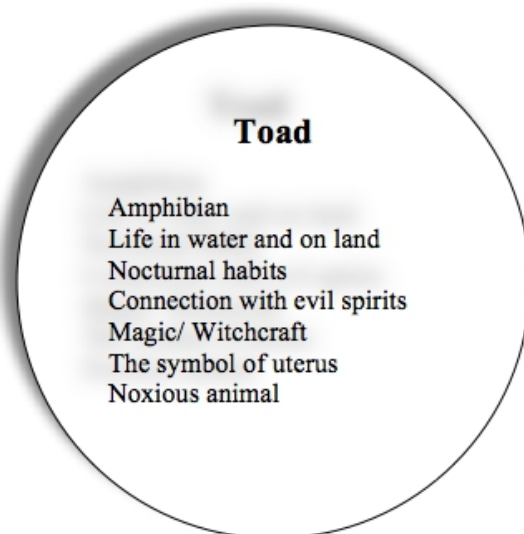 Toad
Amphibian
Life in water and on land
Nocturnal habits
Connection with evil spirits
Magic/ Witchcraft
The symbol of uterus
Noxious animal